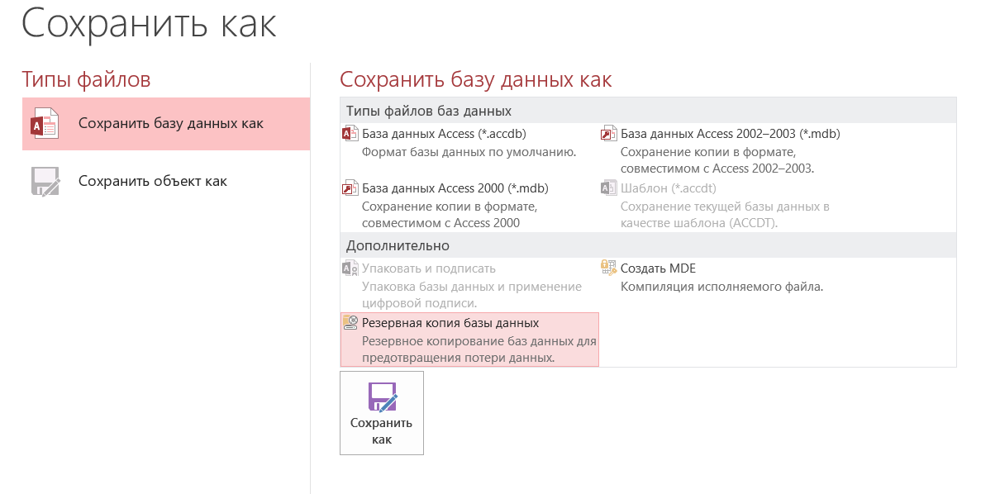 Сохранить как
Типы файлов
Сохранить базу данных как
Сохранить объект как
Сохранить базу данных как
Типы файлов баз данных
База данных Access (*.accdb)
Формат базы данных по умолчанию.
База данных Access 2002–2003 (*.mdb)
Сохранение копии в формате,
совместимом с Access 2002–2003.
База данных Access 2000 (*.mdb)
Сохранение копии в формате,
совместимом с Access 2000
Шаблон (*.accdt)
Сохранение текущей базы данных в
качестве шаблона (ACCDT).
Дополнительно
Упаковать и подписать
Упаковка базы данных и применение
цифровой подписи.
Создать MDE
Компиляция исполняемого файла.
Резервная копия базы данных
Резервное копирование баз данных для
предотвращения потери данных.
Сохранить
как